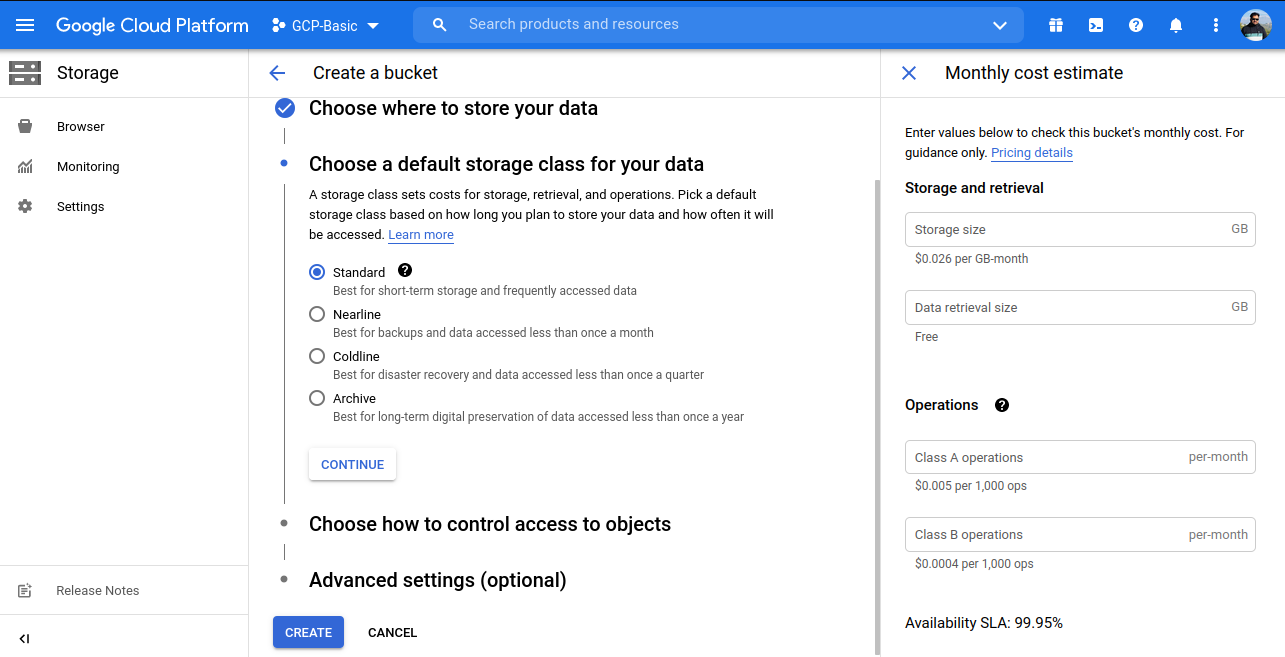 Google Cloud Platform
GCP-Basic
Search products and resources
Storage
Browser
Monitoring
Settings
Release Notes
Create a bucket
Choose where to store your data
Choose a default storage class for your data
A storage class sets costs for storage, retrieval, and operations. Pick a default
storage class based on how long you plan to store your data and how often it will
be accessed. Learn more
Standard
Best for short-term storage and frequently accessed data
Nearline
Best for backups and data accessed less than once a month
Coldline
Best for disaster recovery and data accessed less than once a quarter
Archive
Best for long-term digital preservation of data accessed less than once a year
CONTINUE
Choose how to control access to objects
Advanced settings (optional)
CREATE CANCEL
Monthly cost estimate
Enter values below to check this bucket's monthly cost. For
guidance only. Pricing details
Storage and retrieval
Storage size GB
$0.026 per GB-month
Data retrieval size GB
Free
Operations
Class A operations per-month
$0.005 per 1,000 ops
Class B operations per-month
$0.0004 per 1,000 ops
Availability SLA: 99.95%